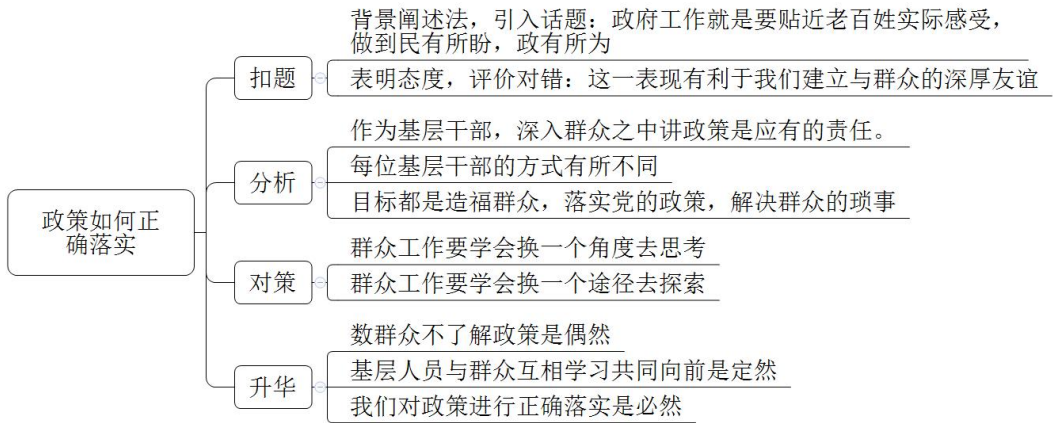 政策如何正
确落实
扣题
背景阐述法，引入话题：政府工作就是要贴近老百姓实际感受，
做到民有所盼，政有所为
表明态度，评价对错：这一表现有利于我们建立与群众的深厚友谊
分析
作为基层干部，深入群众之中讲政策是应有的责任。
每位基层干部的方式有所不同
目标都是造福群众，落实党的政策，解决群众的琐事
对策
群众工作要学会换一个角度去思考
群众工作要学会换一个途径去探索
升华
数群众不了解政策是偶然
基层人员与群众互相学习共同向前是定然
我们对政策进行正确落实是必然